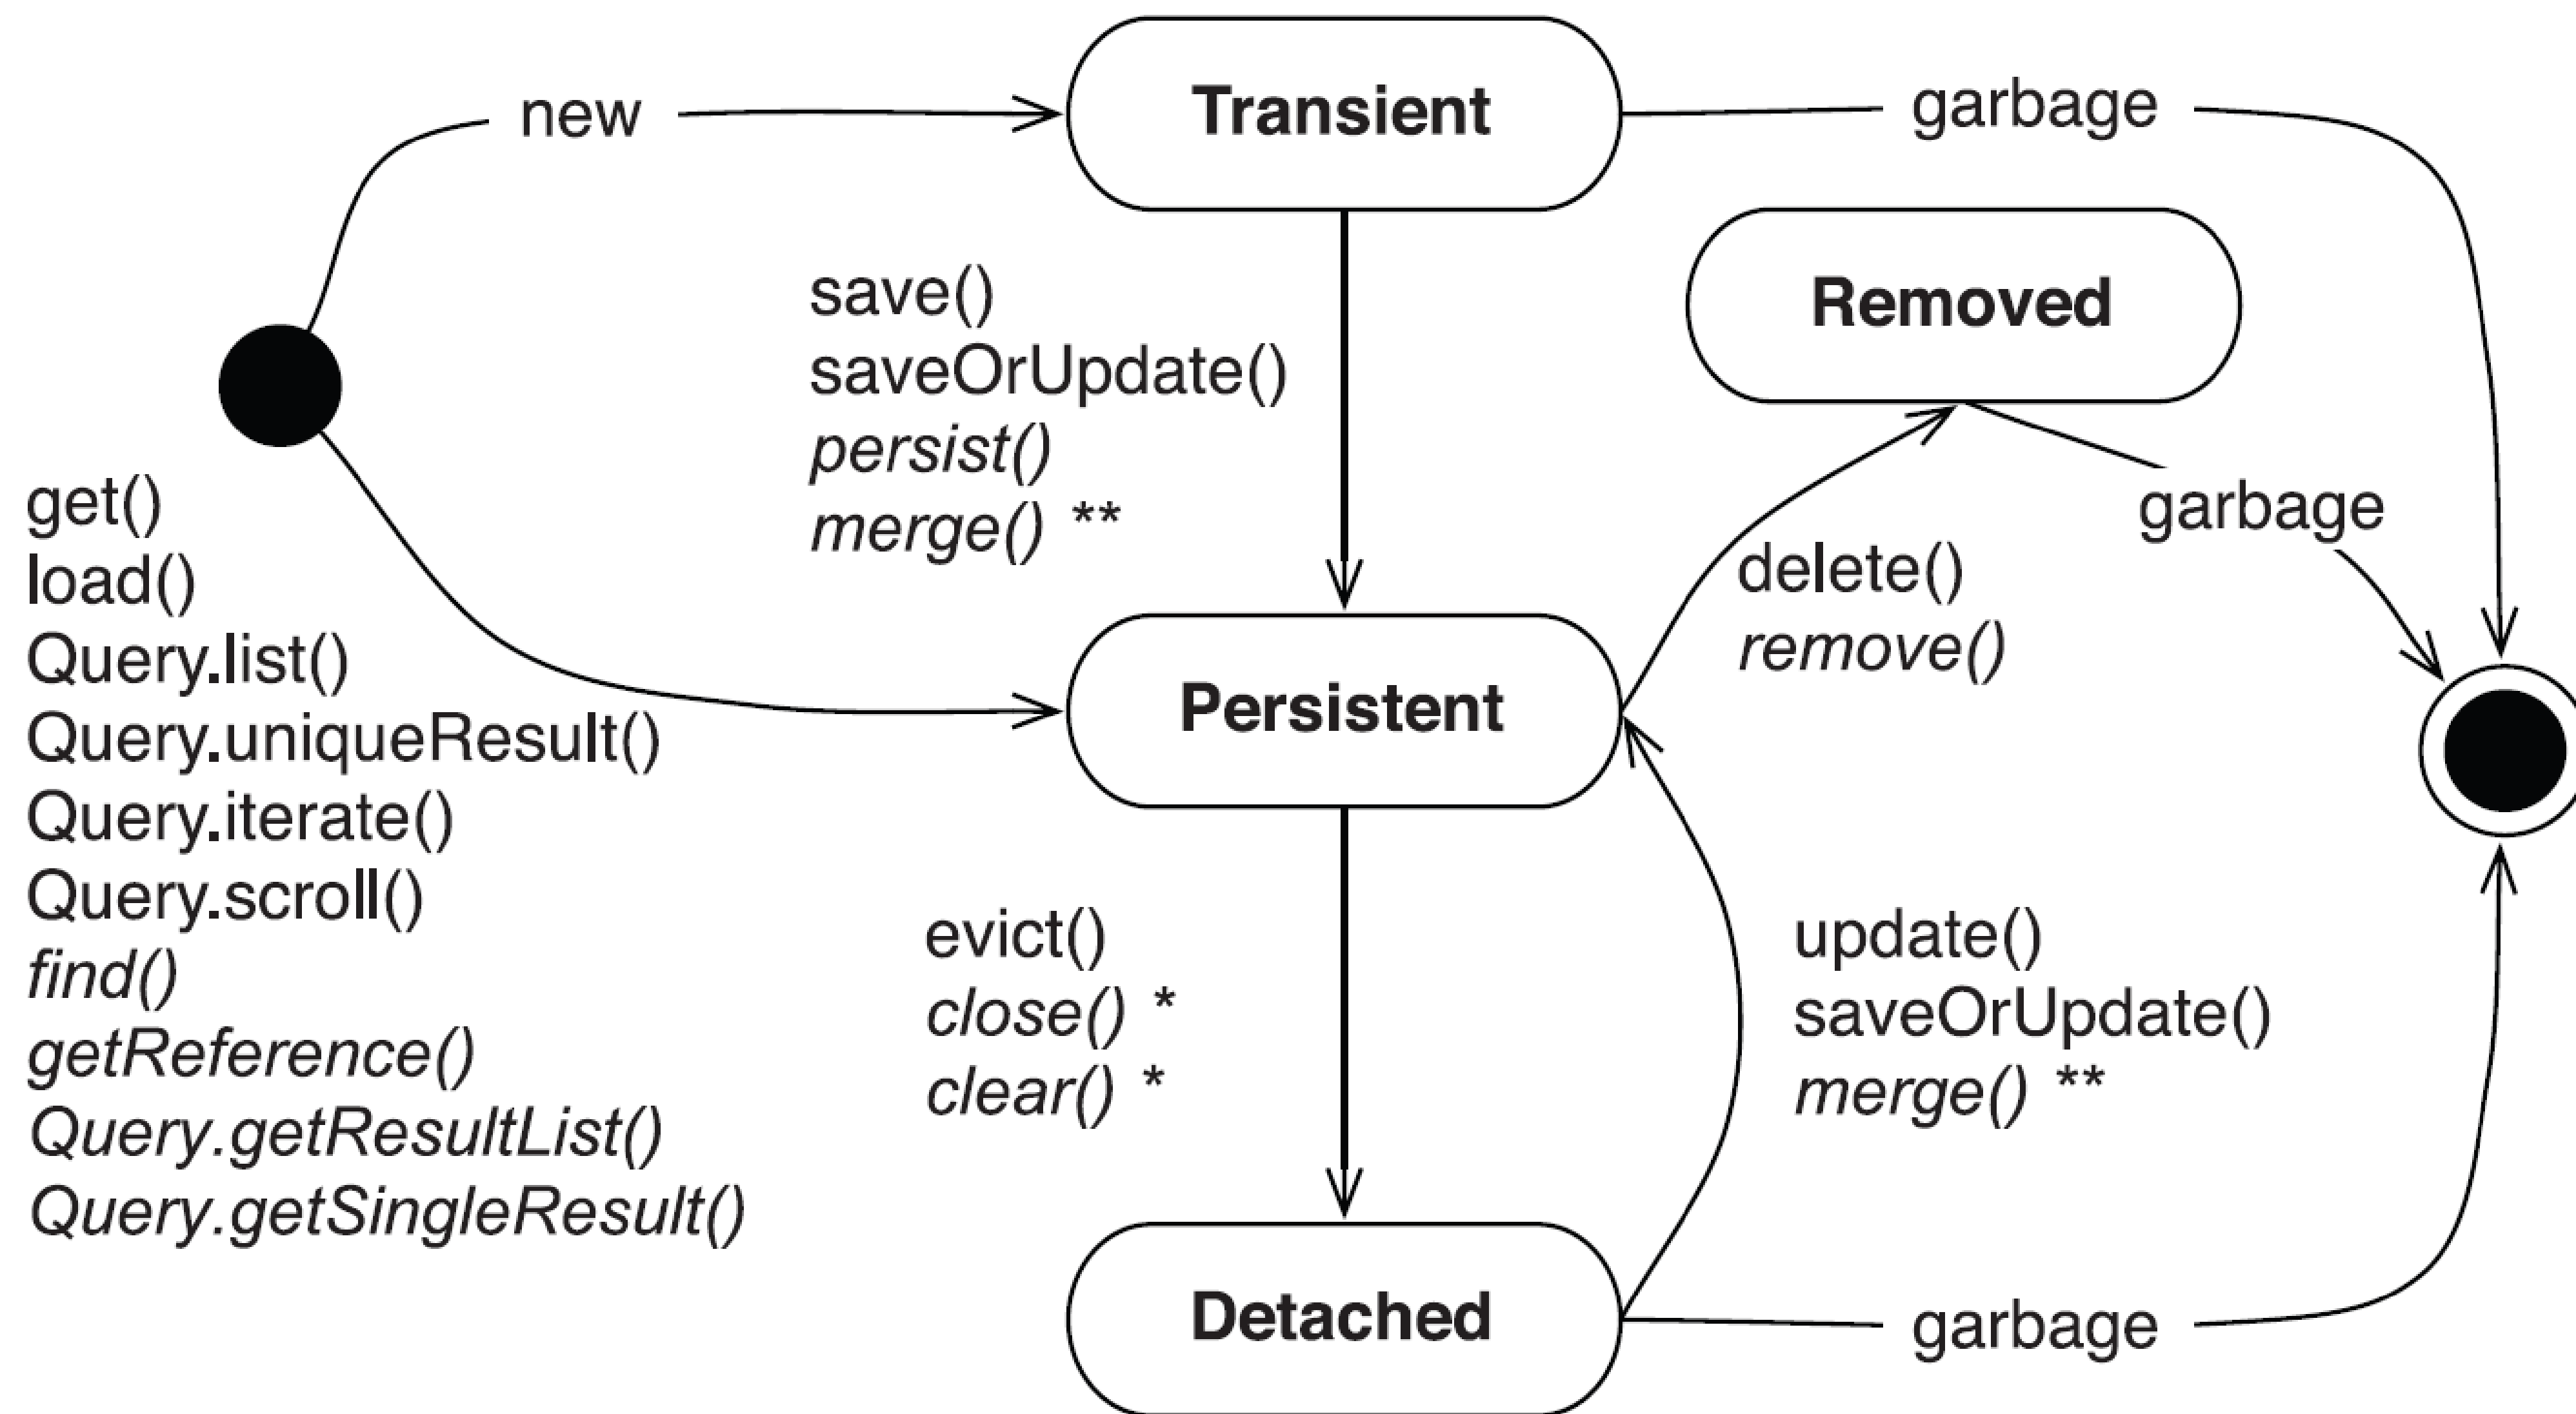 new
Transient
garbage
Removed
save()
saveOrUpdate()
persist()
merge() **
garbage
delete()
remove()
get()
load()
Query.list()
Query.uniqueResult()
Query.iterate()
Query.scroll()
find()
getReference()
Query.getResultList()
Query.getSingleResult()
Persistent
evict()
close() *
clear() *
update()
saveOrUpdate()
merge() **
Detached
garbage